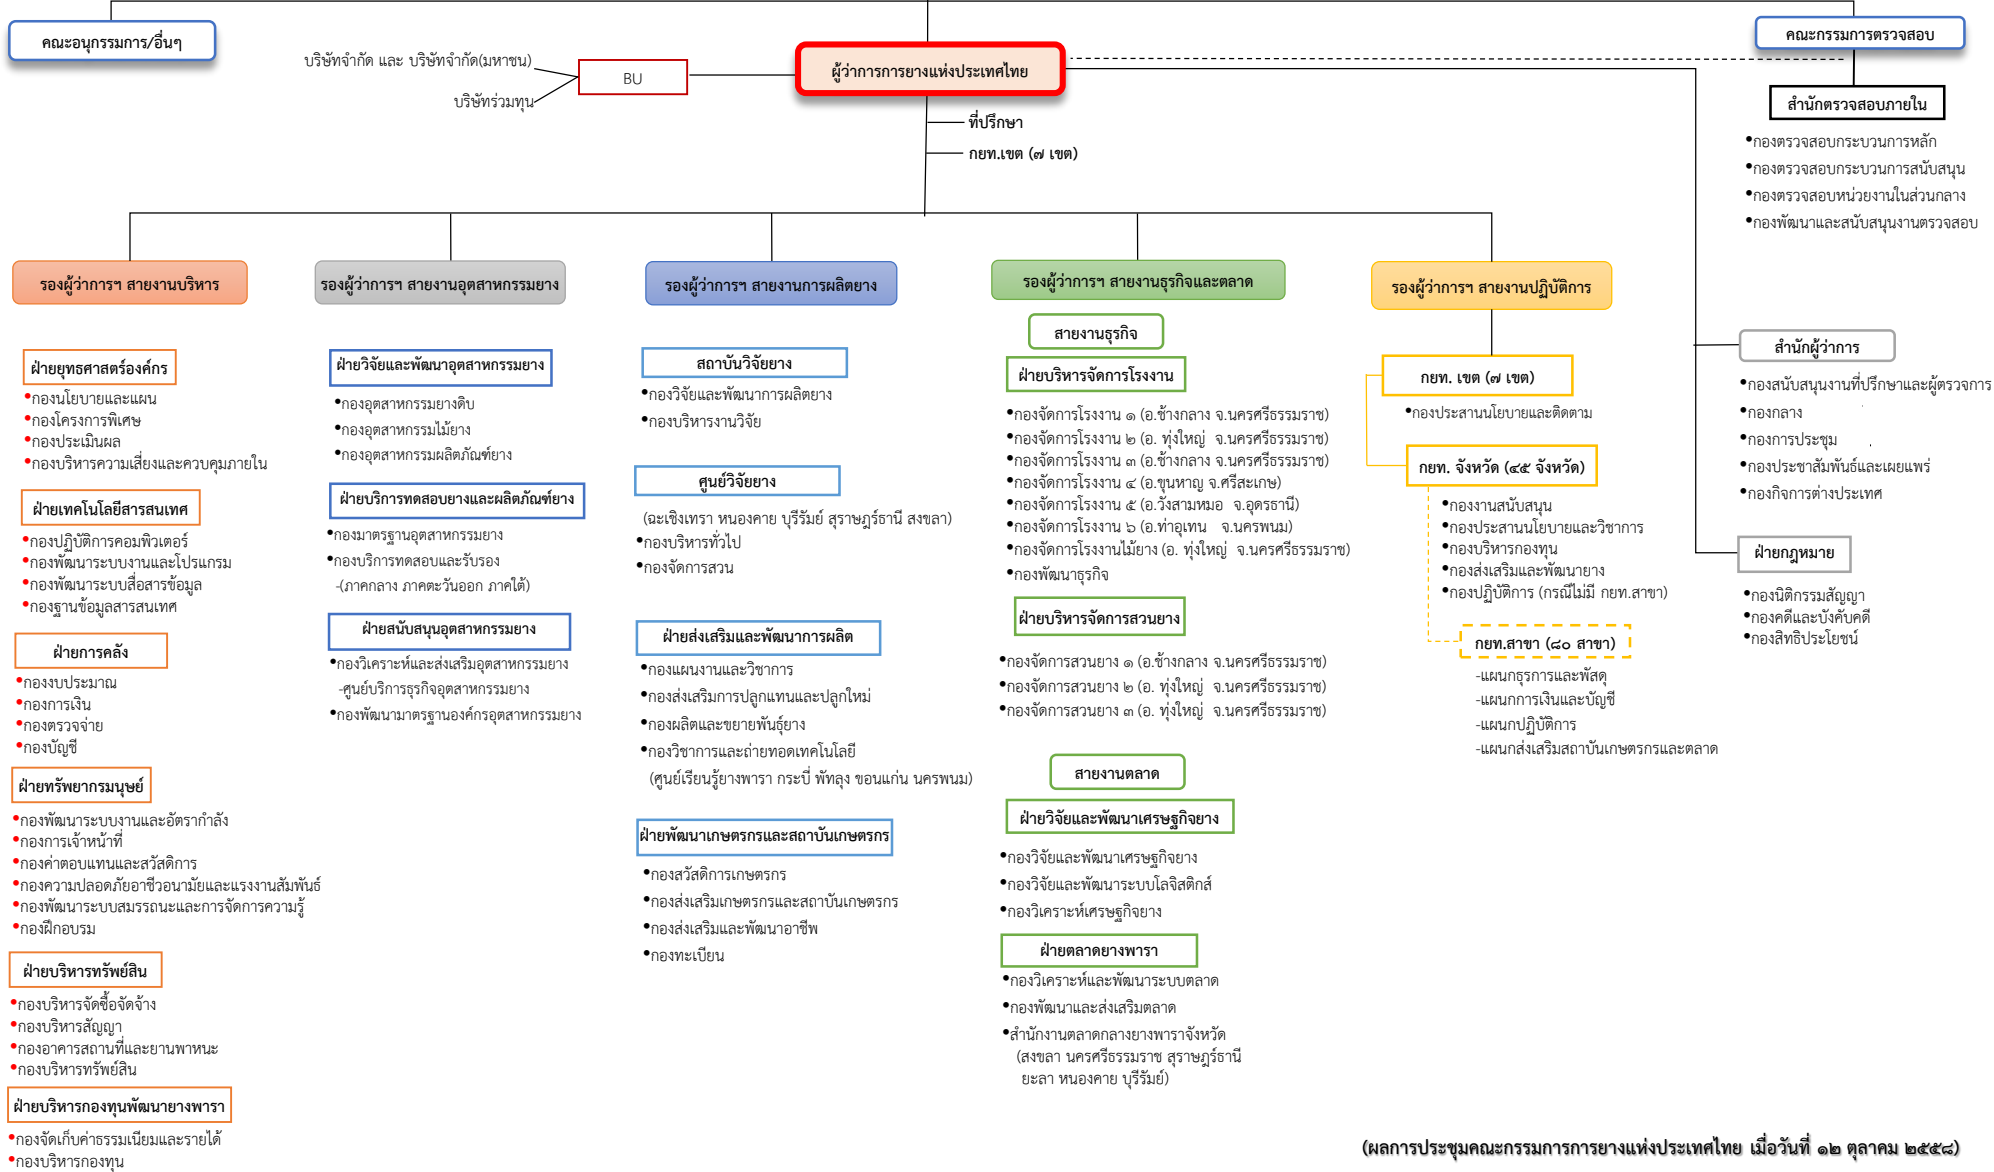 คณะอนุกรรมการ/อื่นๆ
บริษัทจำกัด และ บริษัทจำกัด(มหาชน)
บริษัทร่วมทุน
BU
ผู้ว่าการการยางแห่งประเทศไทย
ที่ปรึกษา
กยท.เขต (๗ เขต)
คณะกรรมการตรวจสอบ
สำนักตรวจสอบภายใน
•กองตรวจสอบกระบวนการหลัก
•กองตรวจสอบกระบวนการสนับสนุน
•กองตรวจสอบหน่วยงานในส่วนกลาง
•กองพัฒนาและสนับสนุนงานตรวจสอบ
รองผู้ว่าการฯ สายงานบริหาร
ฝ่ายยุทธศาสตร์องค์กร
•กองนโยบายและแผน
•กองโครงการพิเศษ
•กองประเมินผล
•กองบริหารความเสี่ยงและควบคุมภายใน
ฝ่ายเทคโนโลยีสารสนเทศ
•กองปฏิบัติการคอมพิวเตอร์
•กองพัฒนาระบบงานและโปรแกรม
•กองพัฒนาระบบสื่อสารข้อมูล
•กองฐานข้อมูลสารสนเทศ
ฝ่ายการคลัง
•กองงบประมาณ
•กองการเงิน
•กองตรวจจ่าย
•กองบัญชี
ฝ่ายทรัพยากรมนุษย์
•กองพัฒนาระบบงานและอัตรากำลัง
•กองการเจ้าหน้าที่
•กองค่าตอบแทนและสวัสดิการ
•กองความปลอดภัยอาชีวอนามัยและแรงงานสัมพันธ์
•กองพัฒนาระบบสมรรถนะและการจัดการความรู้
•กองฝึกอบรม
ฝ่ายบริหารทรัพย์สิน
•กองบริหารจัดซื้อจัดจ้าง
•กองบริหารสัญญา
•กองอาคารสถานที่และยานพาหนะ
•กองบริหารทรัพย์สิน
ฝ่ายบริหารกองทุนพัฒนายางพารา
•กองจัดเก็บค่าธรรมเนียมและรายได้
•กองบริหารกองทุน
รองผู้ว่าการฯ สายงานอุตสาหกรรมยาง
ฝ่ายวิจัยและพัฒนาอุตสาหกรรมยาง
•กองอุตสาหกรรมยางดิบ
•กองอุตสาหกรรมไม้ยาง
•กองอุตสาหกรรมผลิตภัณฑ์ยาง
ฝ่ายบริการทดสอบยางและผลิตภัณฑ์ยาง
•กองมาตรฐานอุตสาหกรรมยาง
•กองบริการทดสอบและรับรอง
-(ภาคกลาง ภาคตะวันออก ภาคใต้)
ฝ่ายสนับสนุนอุตสาหกรรมยาง
•กองวิเคราะห์และส่งเสริมอุตสาหกรรมยาง
-ศูนย์บริการธุรกิจอุตสาหกรรมยาง
•กองพัฒนามาตรฐานองค์กรอุตสาหกรรมยาง
รองผู้ว่าการฯ สายงานการผลิตยาง
สถาบันวิจัยยาง
•กองวิจัยและพัฒนาการผลิตยาง
•กองบริหารงานวิจัย
ศูนย์วิจัยยาง
(ฉะเชิงเทรา หนองคาย บุรีรัมย์ สุราษฎร์ธานี สงขลา)
•กองบริหารทั่วไป
•กองจัดการสวน
ฝ่ายส่งเสริมและพัฒนาการผลิต
•กองแผนงานและวิชาการ
•กองส่งเสริมการปลูกแทนและปลูกใหม่
•กองผลิตและขยายพันธุ์ยาง
•กองวิชาการและถ่ายทอดเทคโนโลยี
(ศูนย์เรียนรู้ยางพารา กระบี่ พัทลุง ขอนแก่น นครพนม)
ฝ่ายพัฒนาเกษตรกรและสถาบันเกษตรกร
•กองสวัสดิการเกษตรกร
•กองส่งเสริมเกษตรกรและสถาบันเกษตรกร
•กองส่งเสริมและพัฒนาอาชีพ
•กองทะเบียน
รองผู้ว่าการฯ สายงานธุรกิจและตลาด
สายงานธุรกิจ
ฝ่ายบริหารจัดการโรงงาน
•กองจัดการโรงงาน ๑ (อ.ช้างกลาง จ.นครศรีธรรมราช)
•กองจัดการโรงงาน ๒ (อ. ทุ่งใหญ่ จ.นครศรีธรรมราช)
•กองจัดการโรงงาน ๓ (อ.ช้างกลาง จ.นครศรีธรรมราช)
•กองจัดการโรงงาน ๔ (อ.ขุนหาญ จ.ศรีสะเกษ)
•กองจัดการโรงงาน ๕ (อ.วังสามหมอ จ.อุดรธานี)
•กองจัดการโรงงาน ๖ (อ.ท่าอุเทน จ.นครพนม)
•กองจัดการโรงงานไม้ยาง (อ. ทุ่งใหญ่ จ.นครศรีธรรมราช)
•กองพัฒนาธุรกิจ
ฝ่ายบริหารจัดการสวนยาง
•กองจัดการสวนยาง ๑ (อ.ช้างกลาง จ.นครศรีธรรมราช)
•กองจัดการสวนยาง ๒ (อ. ทุ่งใหญ่ จ.นครศรีธรรมราช)
•กองจัดการสวนยาง ๓ (อ. ทุ่งใหญ่ จ.นครศรีธรรมราช)
สายงานตลาด
ฝ่ายวิจัยและพัฒนาเศรษฐกิจยาง
•กองวิจัยและพัฒนาเศรษฐกิจยาง
•กองวิจัยและพัฒนาระบบโลจิสติกส์
•กองวิเคราะห์เศรษฐกิจยาง
ฝ่ายตลาดยางพารา
•กองวิเคราะห์และพัฒนาระบบตลาด
•กองพัฒนาและส่งเสริมตลาด
•สำนักงานตลาดกลางยางพาราจังหวัด
(สงขลา นครศรีธรรมราช สุราษฎร์ธานี
ยะลา หนองคาย บุรีรัมย์)
รองผู้ว่าการฯ สายงานปฏิบัติการ
กยท. เขต (๗ เขต)
•กองประสานนโยบายและติดตาม
กยท. จังหวัด (๔๕ จังหวัด)
•กองงานสนับสนุน
•กองประสานนโยบายและวิชาการ
•กองบริหารกองทุน
•กองส่งเสริมและพัฒนายาง
•กองปฏิบัติการ (กรณีไม่มี กยท.สาขา)
กยท.สาขา (๘๐ สาขา)
-แผนกธุรการและพัสดุ
-แผนกการเงินและบัญชี
-แผนกปฏิบัติการ
-แผนกส่งเสริมสถาบันเกษตรกรและตลาด
สำนักผู้ว่าการ
•กองสนับสนุนงานที่ปรึกษาและผู้ตรวจการ
•กองกลาง
•กองการประชุม
•กองประชาสัมพันธ์และเผยแพร่
•กองกิจการต่างประเทศ
ฝ่ายกฎหมาย
•กองนิติกรรมสัญญา
•กองคดีและบังคับคดี
•กองสิทธิประโยชน์
(ผลการประชุมคณะกรรมการการยางแห่งประเทศไทย เมื่อวันที่ ๑๒ ตุลาคม ๒๕๕๘)